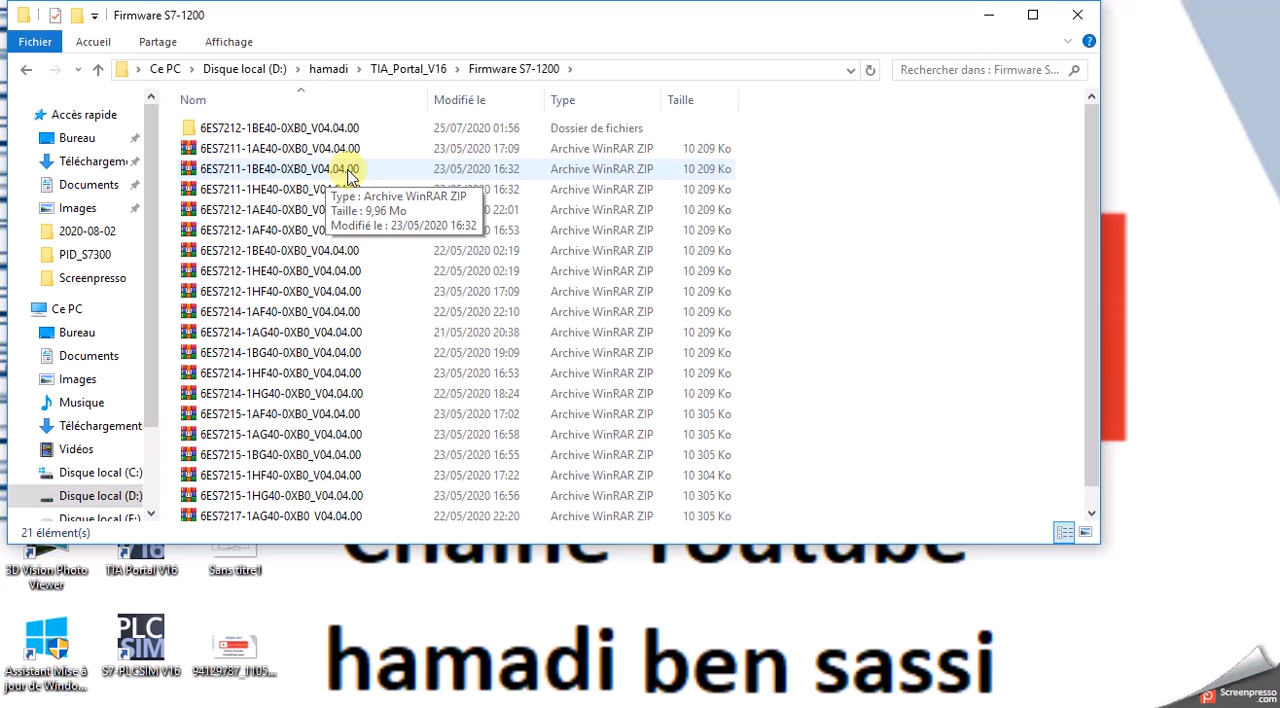 Firmware S7-1200
Fichier Accueil Partage Affichage
Ce PC Disque local (D:) hamadi TIA_Portal_V16 Firmware S7-1200
Rechercher dans : Firmware S...
Nom Modifié le Type Taille
6ES7212-1BE40-0XB0_V04.04.00 25/07/2020 01:56 Dossier de fichiers
6ES7211-1AE40-0XB0_V04.04.00 23/05/2020 17:09 Archive WinRAR ZIP 10 209 Ko
6ES7211-1BE40-0XB0_V04.04.00 23/05/2020 16:32 Archive WinRAR ZIP 10 209 Ko
6ES7211-1HE40-0XB0_V04 23/05/2020 16:32 Archive WinRAR ZIP 10 209 Ko
6ES7212-1AE40-0XB0_V0 22:01 Archive WinRAR ZIP 10 209 Ko
6ES7212-1AF40-0XB0_V0 16:53 Archive WinRAR ZIP 10 209 Ko
6ES7212-1BE40-0XB0_V04.04.00 22/05/2020 02:19 Archive WinRAR ZIP 10 209 Ko
6ES7212-1HE40-0XB0_V04.04.00 22/05/2020 02:19 Archive WinRAR ZIP 10 209 Ko
6ES7212-1HF40-0XB0_V04.04.00 23/05/2020 17:09 Archive WinRAR ZIP 10 209 Ko
6ES7214-1AF40-0XB0_V04.04.00 22/05/2020 22:10 Archive WinRAR ZIP 10 209 Ko
6ES7214-1AG40-0XB0_V04.04.00 21/05/2020 20:38 Archive WinRAR ZIP 10 209 Ko
6ES7214-1BG40-0XB0_V04.04.00 22/05/2020 19:09 Archive WinRAR ZIP 10 209 Ko
6ES7214-1HF40-0XB0_V04.04.00 23/05/2020 16:53 Archive WinRAR ZIP 10 209 Ko
6ES7214-1HG40-0XB0_V04.04.00 22/05/2020 18:24 Archive WinRAR ZIP 10 209 Ko
6ES7215-1AF40-0XB0_V04.04.00 23/05/2020 17:02 Archive WinRAR ZIP 10 305 Ko
6ES7215-1AG40-0XB0_V04.04.00 23/05/2020 16:58 Archive WinRAR ZIP 10 305 Ko
6ES7215-1BG40-0XB0_V04.04.00 23/05/2020 16:55 Archive WinRAR ZIP 10 305 Ko
6ES7215-1HF40-0XB0_V04.04.00 23/05/2020 17:22 Archive WinRAR ZIP 10 304 Ko
6ES7215-1HG40-0XB0_V04.04.00 23/05/2020 16:56 Archive WinRAR ZIP 10 305 Ko
6ES7217-1AG40-0XB0 V04.04.00 22/05/2020 22:20 Archive WinRAR ZIP 10 305 Ko
Type : Archive WinRAR ZIP
Taille : 9,96 Mo
Modifié le : 23/05/2020 16:32
Accès rapide
Bureau
Téléchargem
Documents
Images
2020-08-02
PID_S7300
Screenpresso
Ce PC
Bureau
Documents
Images
Musique
Téléchargement
Vidéos
Disque local (C:)
Disque local (D:)
Disque local (E:)
21 élément(s)
Chaine Youtube
hamadi ben sassi
3D Vision Photo
Viewer
TIA Portal V16
Sans titre1
Assistant Mise à
jour de Windo...
PLC
SIM
S7-PLCSIM V16
94129787_1105...
Screenpresso
.com